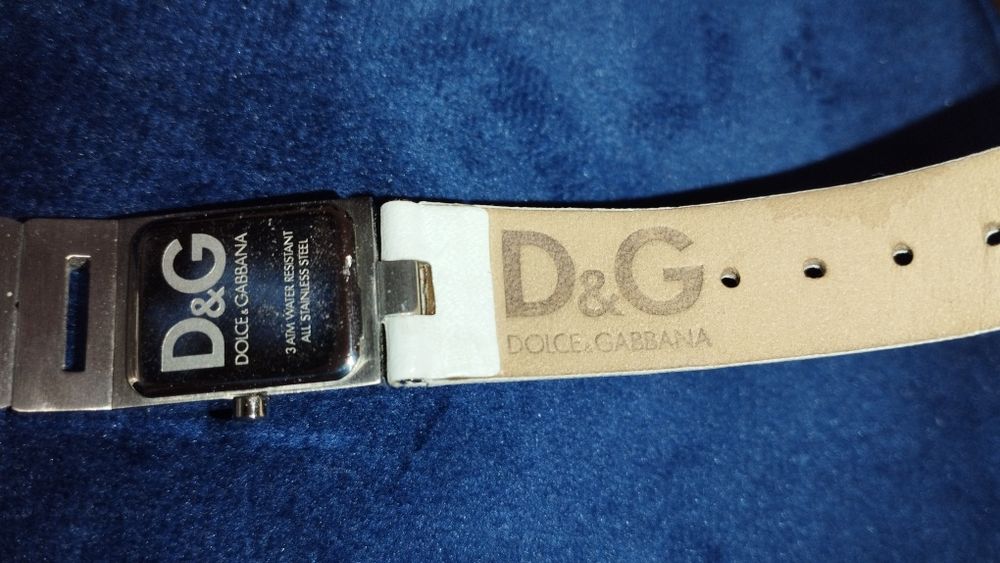 D&G
DOLCE & GABBANA
3 ATM WATER RESISTANT
ALL STAINLESS STEEL
D&G
DOLCE & GABBANA